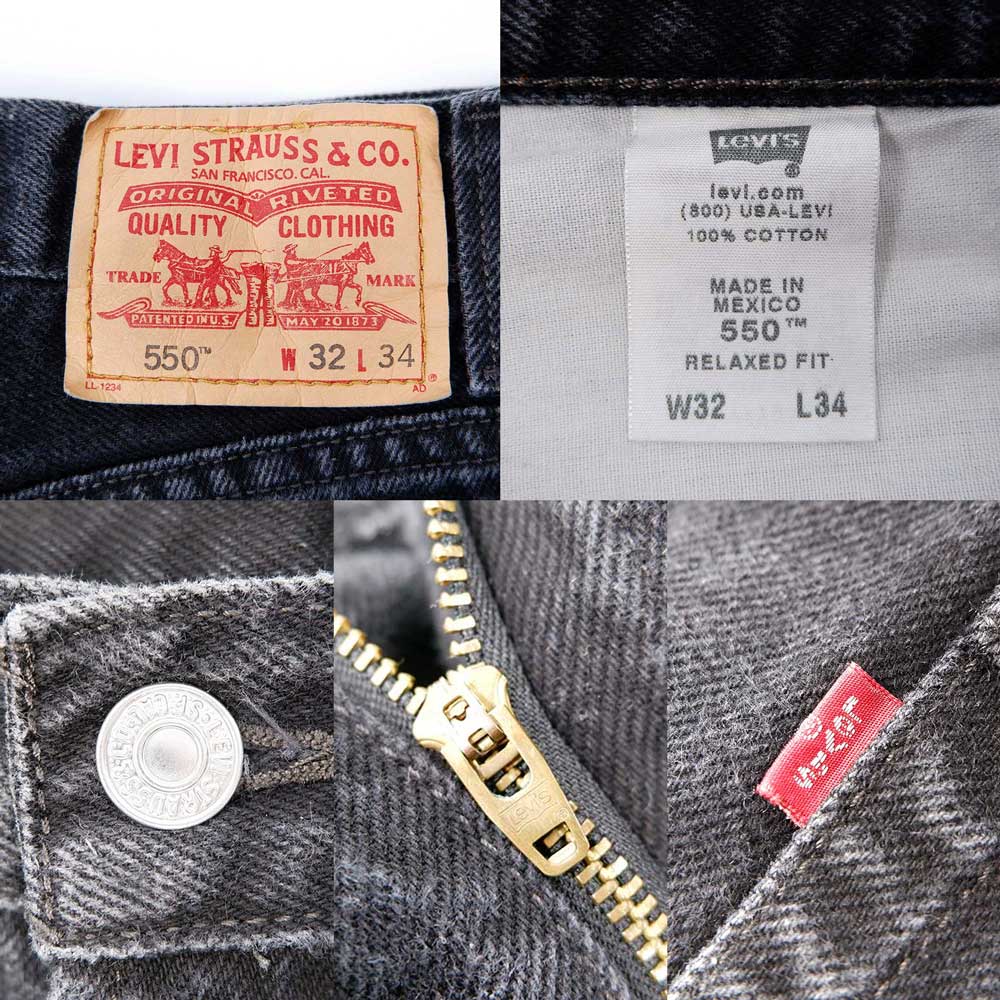 LEVI STRAUSS & CO.
SAN FRANCISCO. CAL.
ORIGINAL RIVETED
QUALITY CLOTHING
TRADE MARK
PATENTED IN U.S. MAY 20 1873
550™ W 32 L 34
LL-1234 AD®
LEVI'S
®
levi.com
(800) USA-LEVI
100% COTTON
MADE IN
MEXICO
550™
RELAXED FIT
W32 L34
LEVI STRAUSS & CO
Levi's
LEVI'S
®